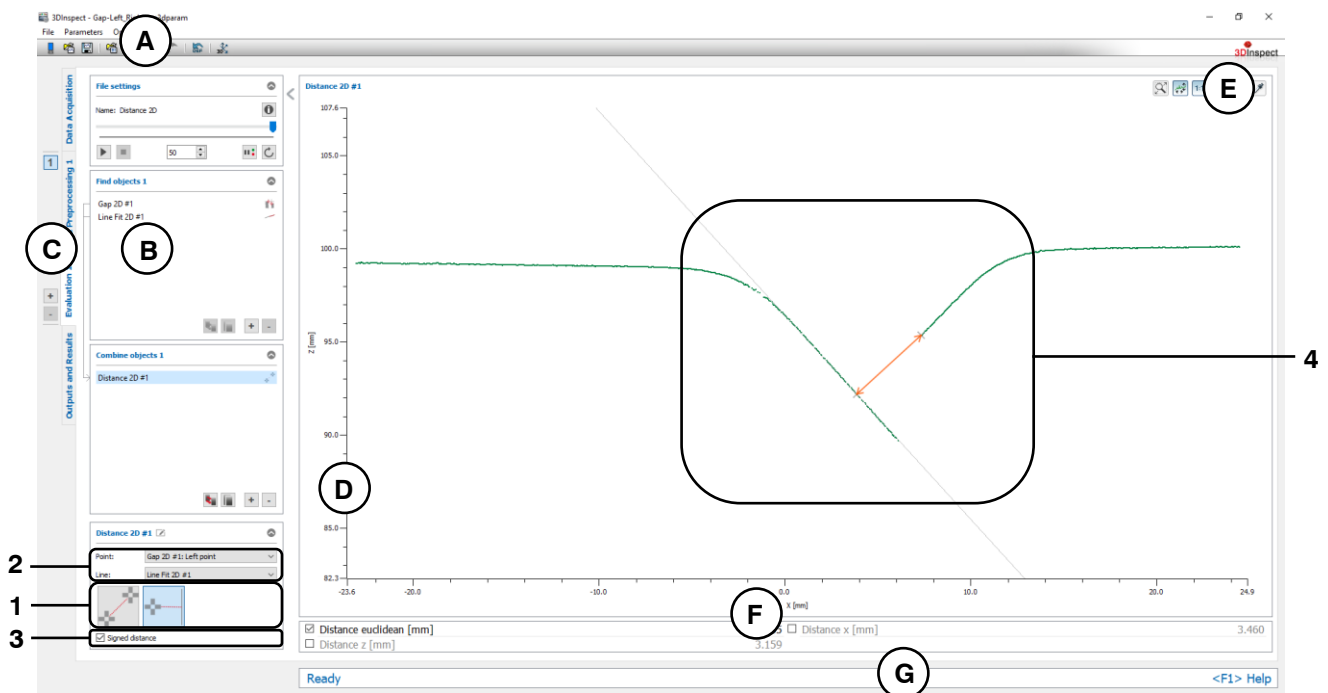 3DInspect - Gap-Left_Ri 3dparam
File Parameters
A
3DInspect
Data Acquisition
Preprocessing 1
Evaluation
Outputs and Results
1
C
+
-
File settings
Name: Distance 2D
50
Find objects 1
Gap 2D #1
Line Fit 2D #1
B
+ -
Combine objects 1
Distance 2D #1
+ -
Distance 2D #1
2
Point: Gap 2D #1: Left point
Line: Line Fit 2D #1
1
3
Signed distance
Distance 2D #1
E
Z [mm]
107.6
105.0
100.0
95.0
90.0
85.0
82.3
D
4
-23.6 -20.0 -10.0 0.0 10.0 20.0 24.9
X [mm]
F
Distance euclidean [mm] Distance x [mm] 3.460
Distance z [mm] 3.159
G
Ready <F1> Help